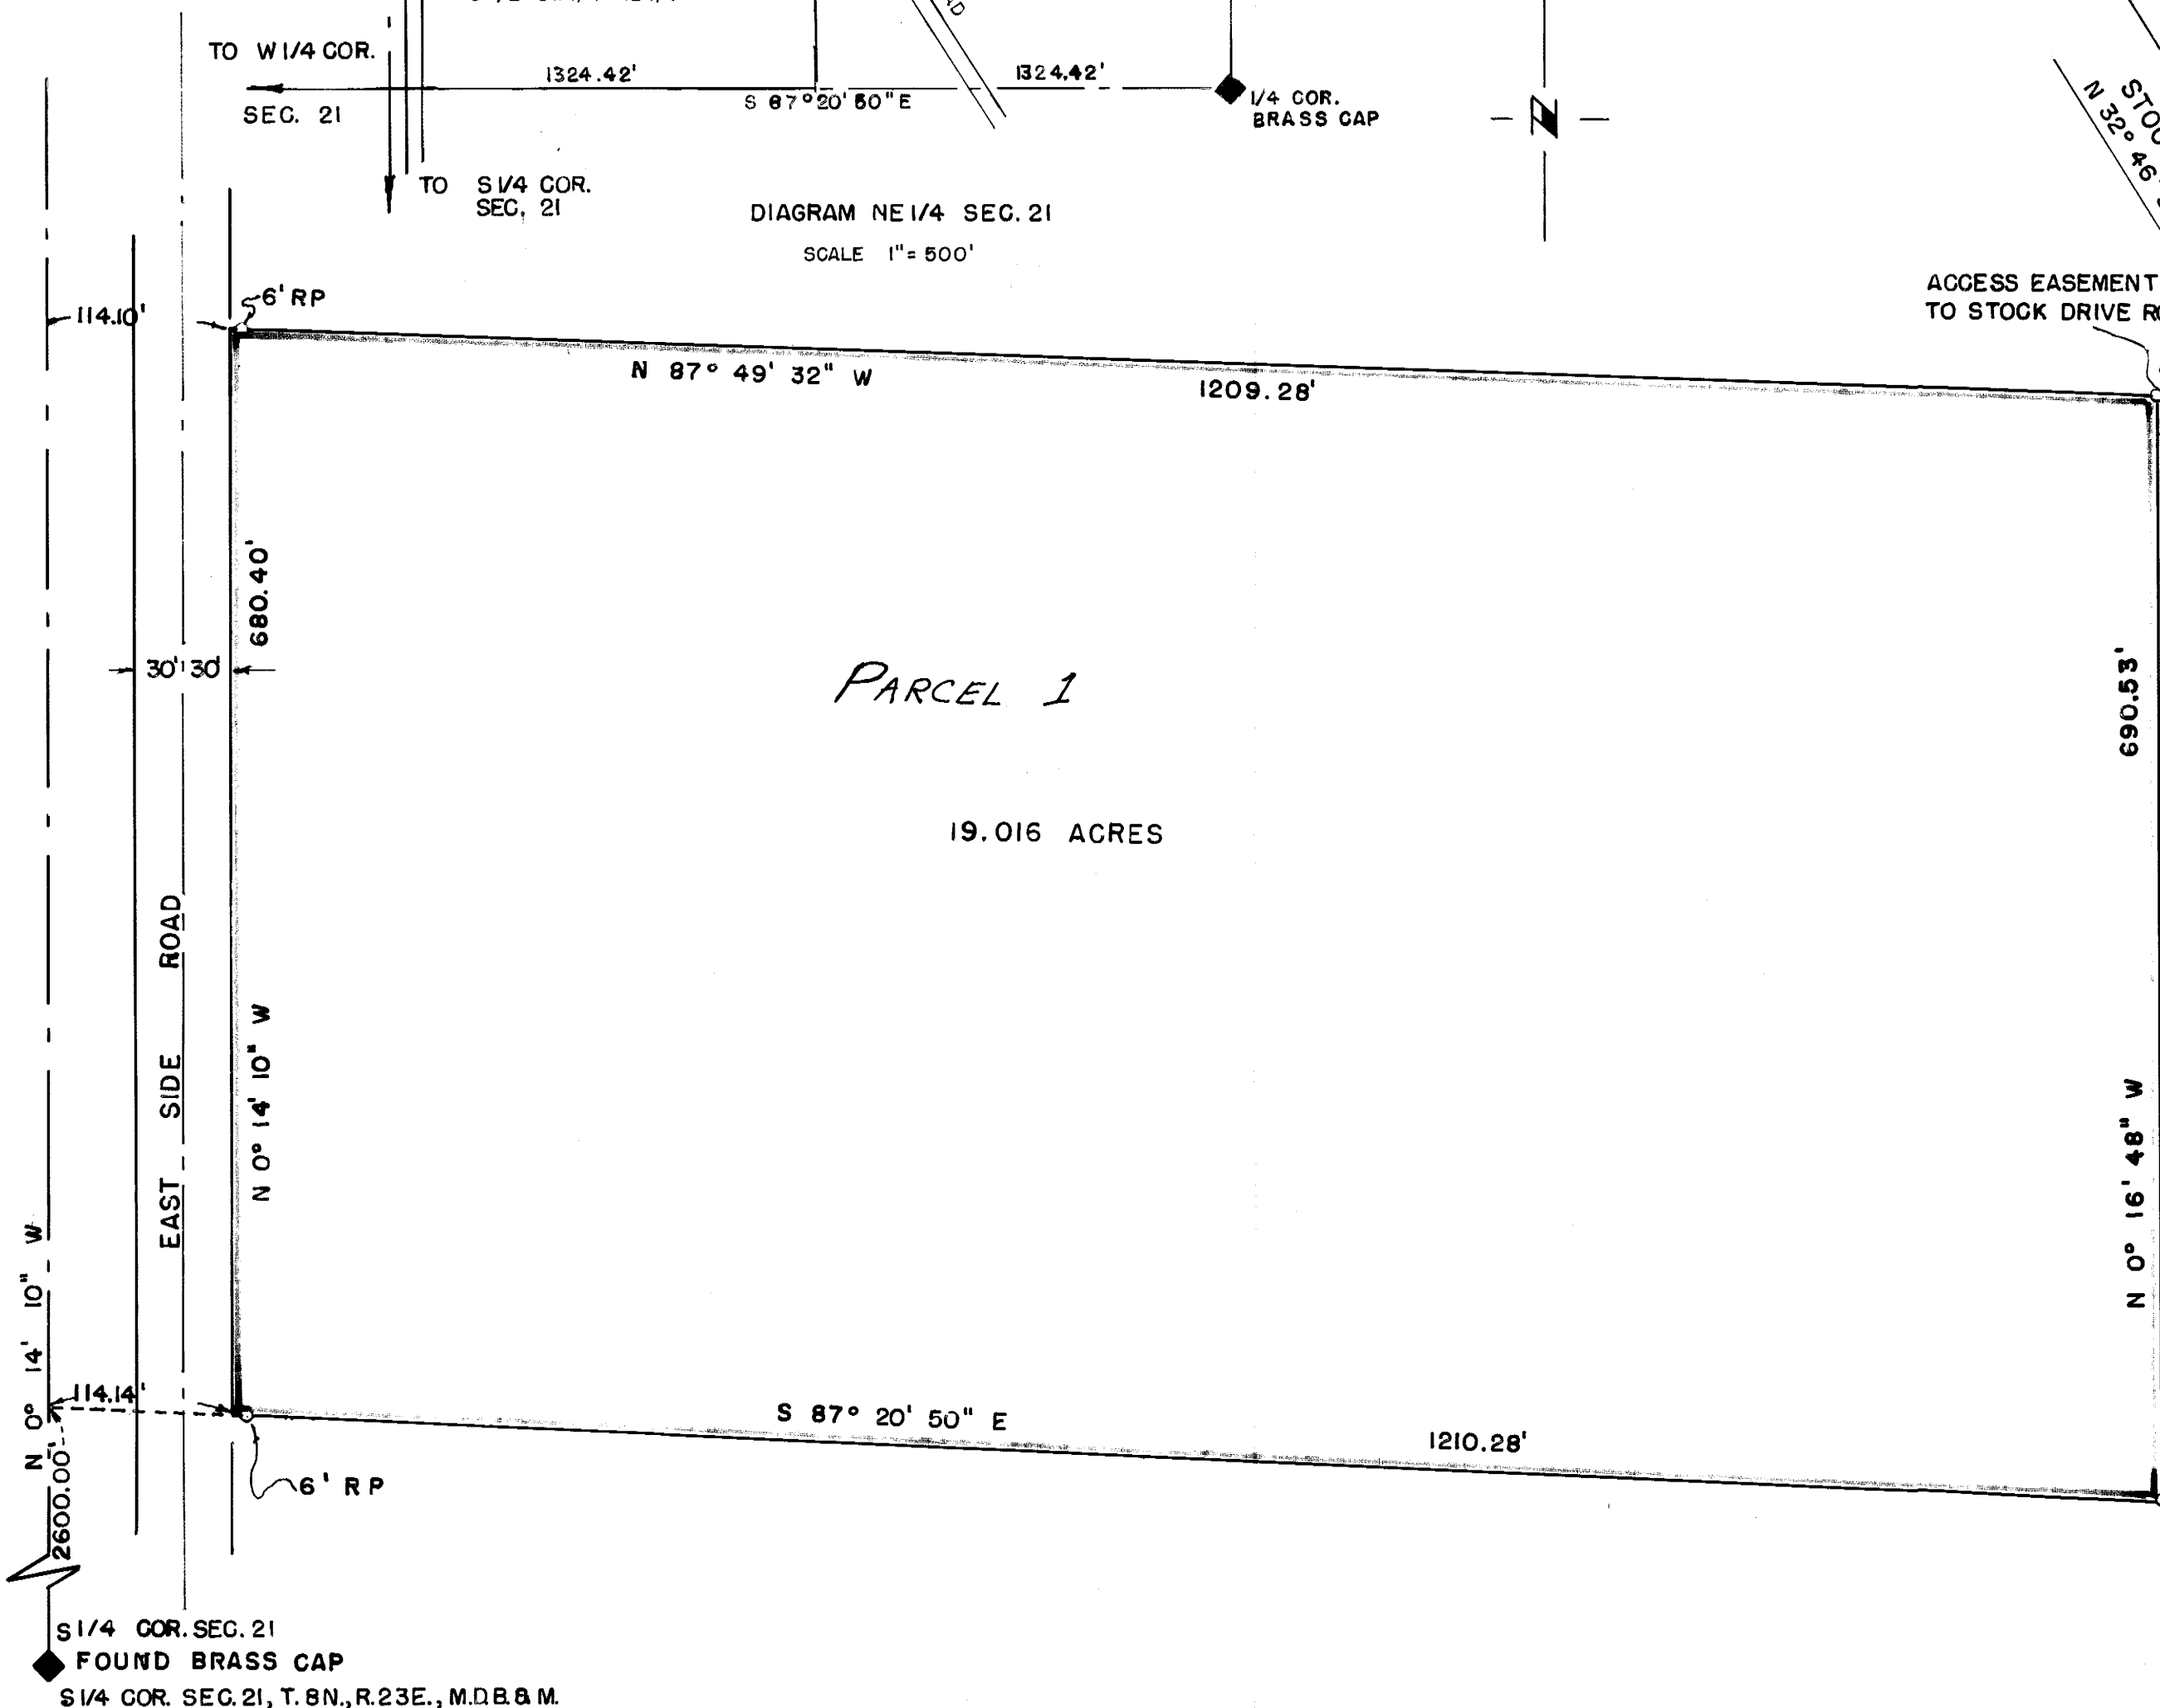 TO W 1/4 COR.
SEC. 21
1324.42'
1324.42'
S 87° 20' 50" E
1/4 COR.
BRASS CAP
N
TO S 1/4 COR.
SEC. 21
DIAGRAM NE 1/4 SEC. 21
SCALE 1" = 500'
N 32° 46'
ACCESS EASEMENT
TO STOCK DRIVE
114.10'
6' RP
N 87° 49' 32" W
1209.28'
680.40'
690.53'
30' 30'
PARCEL 1
19.016 ACRES
EAST SIDE ROAD
N 0° 14' 10" W
N 0° 16' 48" W
N 0° 14' 10" W
114.14'
S 87° 20' 50" E
1210.28'
2600.00'
6' RP
S 1/4 COR. SEC. 21
FOUND BRASS CAP
S 1/4 COR. SEC. 21, T. 8N., R. 23E., M.D.B. & M.